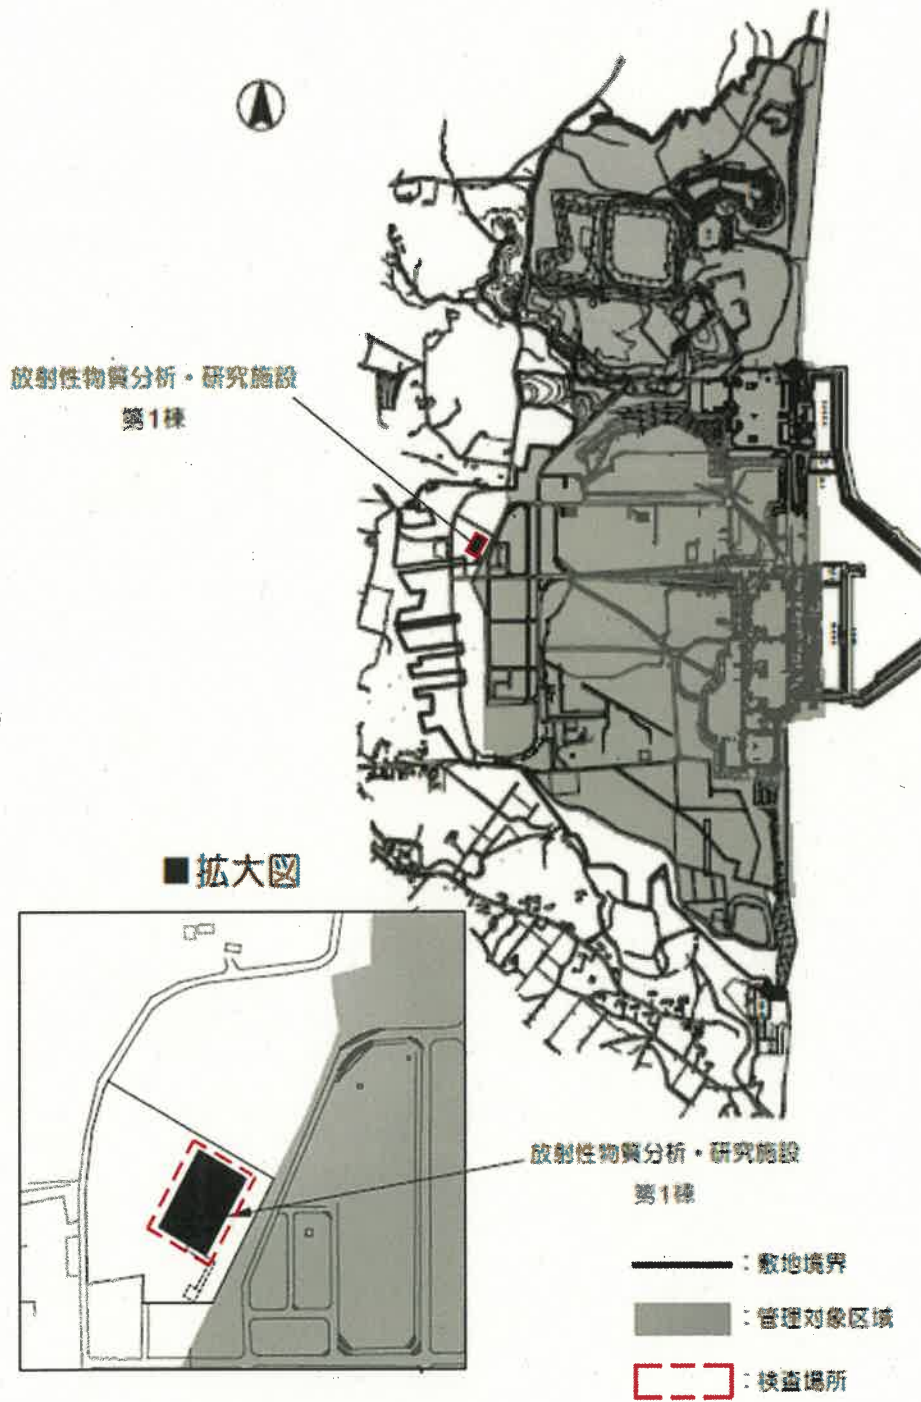 放射性物質分析・研究施設
第1棟
■拡大図
放射性物質分析・研究施設
第1棟
：敷地境界
：管理対象区域
：検査場所